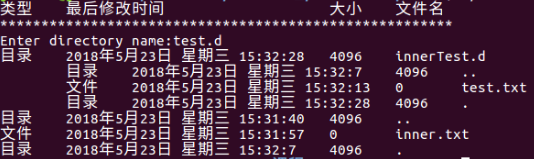 类型 最后修改时间 大小 文件名
*******************************************************
Enter directory name:test.d
目录 2018年5月23日 星期三 15:32:28 4096 innerTest.d
目录 2018年5月23日 星期三 15:32:7 4096 ..
文件 2018年5月23日 星期三 15:32:13 0 test.txt
目录 2018年5月23日 星期三 15:32:28 4096 .
目录 2018年5月23日 星期三 15:31:40 4096 ..
文件 2018年5月23日 星期三 15:31:57 0 inner.txt
目录 2018年5月23日 星期三 15:32:7 4096 .